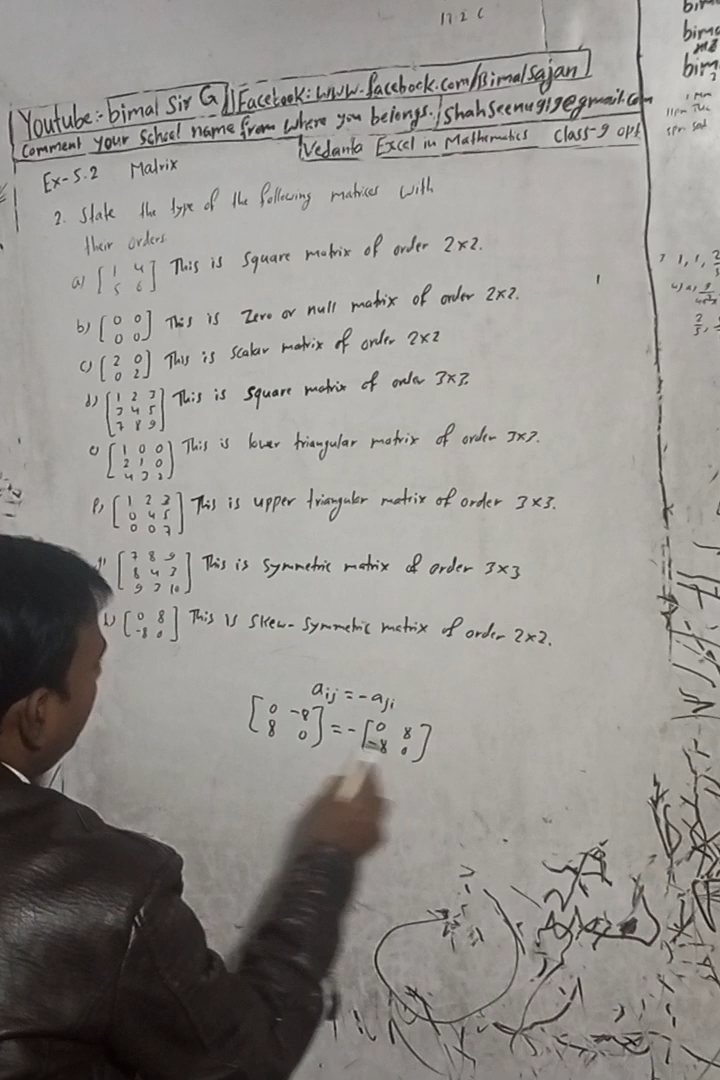 Youtube:- bimal Sir G || Facebook: www.facebook.com/Bimalsajan
Comment your school name from where you belongs. / shahseenu919@gmail.com
Vedanta Excel in Mathematics class-9 opt
Ex-5.2 Matrix
2. State the type of the following matrices with
their orders.
a) [1 4
5 6] This is square matrix of order 2×2.
b) [0 0
0 0] This is Zero or null matrix of order 2×2.
c) [2 0
0 2] This is scalar matrix of order 2×2
d) [1 2 3
3 4 5
7 8 9] This is square matrix of order 3×3.
e) [1 0 0
2 1 0
4 3 2] This is lower triangular matrix of order 3×3.
f) [1 2 3
0 4 5
0 0 7] This is upper triangular matrix of order 3×3.
[7 8 9
8 4 3
9 3 10] This is symmetric matrix of order 3×3
[0 8
-8 0] This is skew-symmetric matrix of order 2×2.
aij = -aji
[0 -8
8 0] = -[0 8
-8 0]
bim